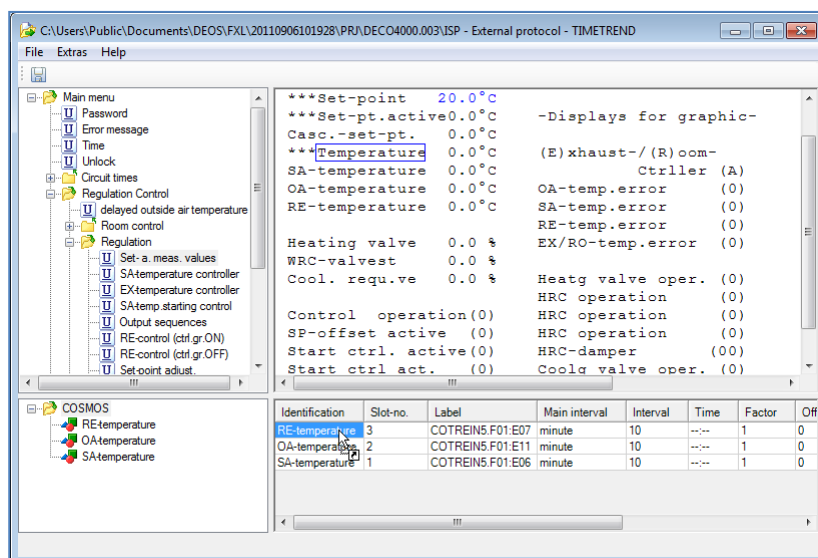 C:\Users\Public\Documents\DEOS\FXL\20110906101928\PRJ\DECO4000.003\ISP - External protocol - TIMETREND
File Extras Help
Main menu
Password
Error message
Time
Unlock
Circuit times
Regulation Control
delayed outside air temperature
Room control
Regulation
Set- a. meas. values
SA-temperature controller
EX-temperature controller
SA-temp.starting control
Output sequences
RE-control (ctrl.gr.ON)
RE-control (ctrl.gr.OFF)
Set-point adjust.
***Set-point 20.0°C
***Set-pt.active0.0°C -Displays for graphic-
Casc.-set-pt. 0.0°C
***Temperature 0.0°C (E)xhaust-/(R)oom-
SA-temperature 0.0°C Ctrller (A)
OA-temperature 0.0°C OA-temp.error (0)
RE-temperature 0.0°C SA-temp.error (0)
RE-temp.error (0)
Heating valve 0.0 % EX/RO-temp.error (0)
WRC-valvest 0.0 %
Cool. requ.ve 0.0 % Heatg valve oper. (0)
HRC operation (0)
Control operation(0) HRC operation (0)
SP-offset active (0) HRC operation (0)
Start ctrl. active(0) HRC-damper (00)
Start ctrl act. (0) Coolg valve oper. (0)
COSMOS
RE-temperature
OA-temperature
SA-temperature
Identification Slot-no. Label Main interval Interval Time Factor Off
RE-temperature 3 COTREIN5.F01:E07 minute 10 --:-- 1 0
OA-temperature 2 COTREIN5.F01:E11 minute 10 --:-- 1 0
SA-temperature 1 COTREIN5.F01:E06 minute 10 --:-- 1 0